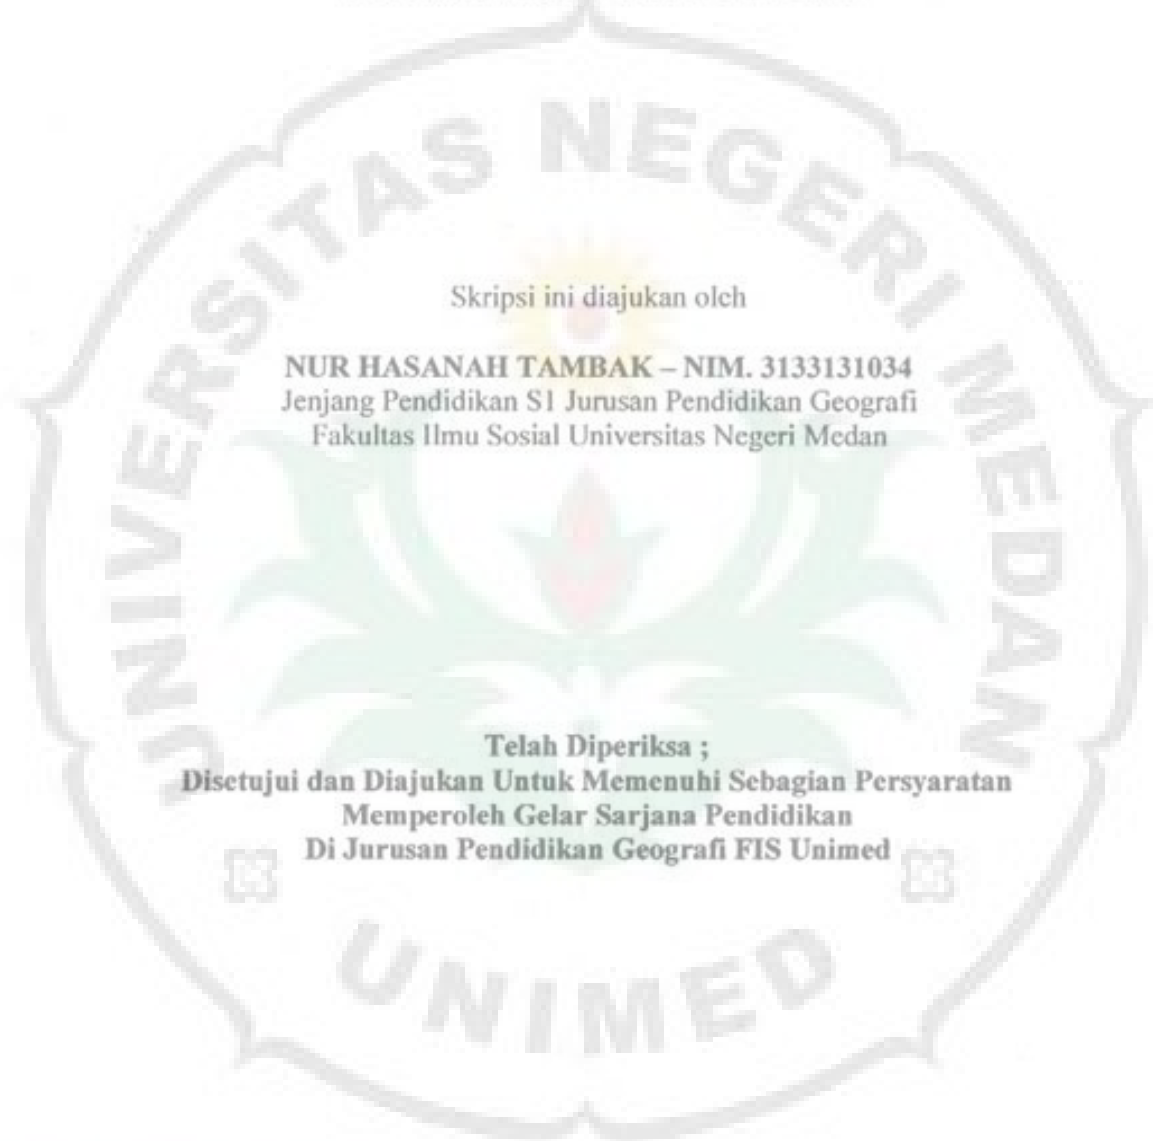 UNIVERSITAS NEGERI MEDAN
Skripsi ini diajukan oleh
NUR HASANAH TAMBAK – NIM. 3133131034
Jenjang Pendidikan S1 Jurusan Pendidikan Geografi
Fakultas Ilmu Sosial Universitas Negeri Medan
Telah Diperiksa ;
Disetujui dan Diajukan Untuk Memenuhi Sebagian Persyaratan
Memperoleh Gelar Sarjana Pendidikan
Di Jurusan Pendidikan Geografi FIS Unimed
UNIMED